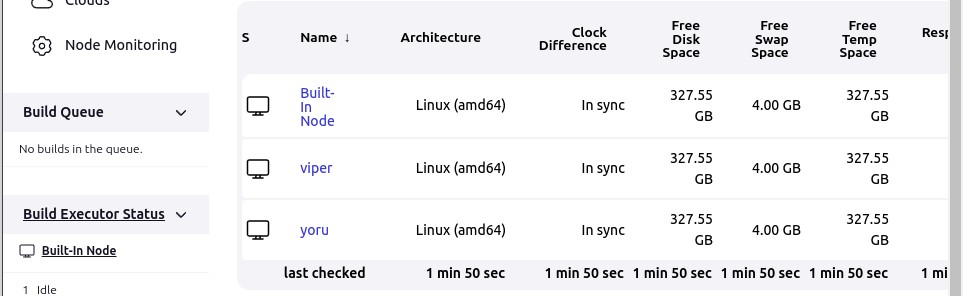 Clouds
Node Monitoring
Build Queue
No builds in the queue.
Build Executor Status
Built-In Node
1 Idle
S Name ↓ Architecture Clock Difference Free Disk Space Free Swap Space Free Temp Space
Built-In Node Linux (amd64) In sync 327.55 GB 4.00 GB 327.55 GB
viper Linux (amd64) In sync 327.55 GB 4.00 GB 327.55 GB
yoru Linux (amd64) In sync 327.55 GB 4.00 GB 327.55 GB
last checked 1 min 50 sec 1 min 50 sec 1 min 50 sec 1 min 50 sec 1 min 50 sec 1 mi